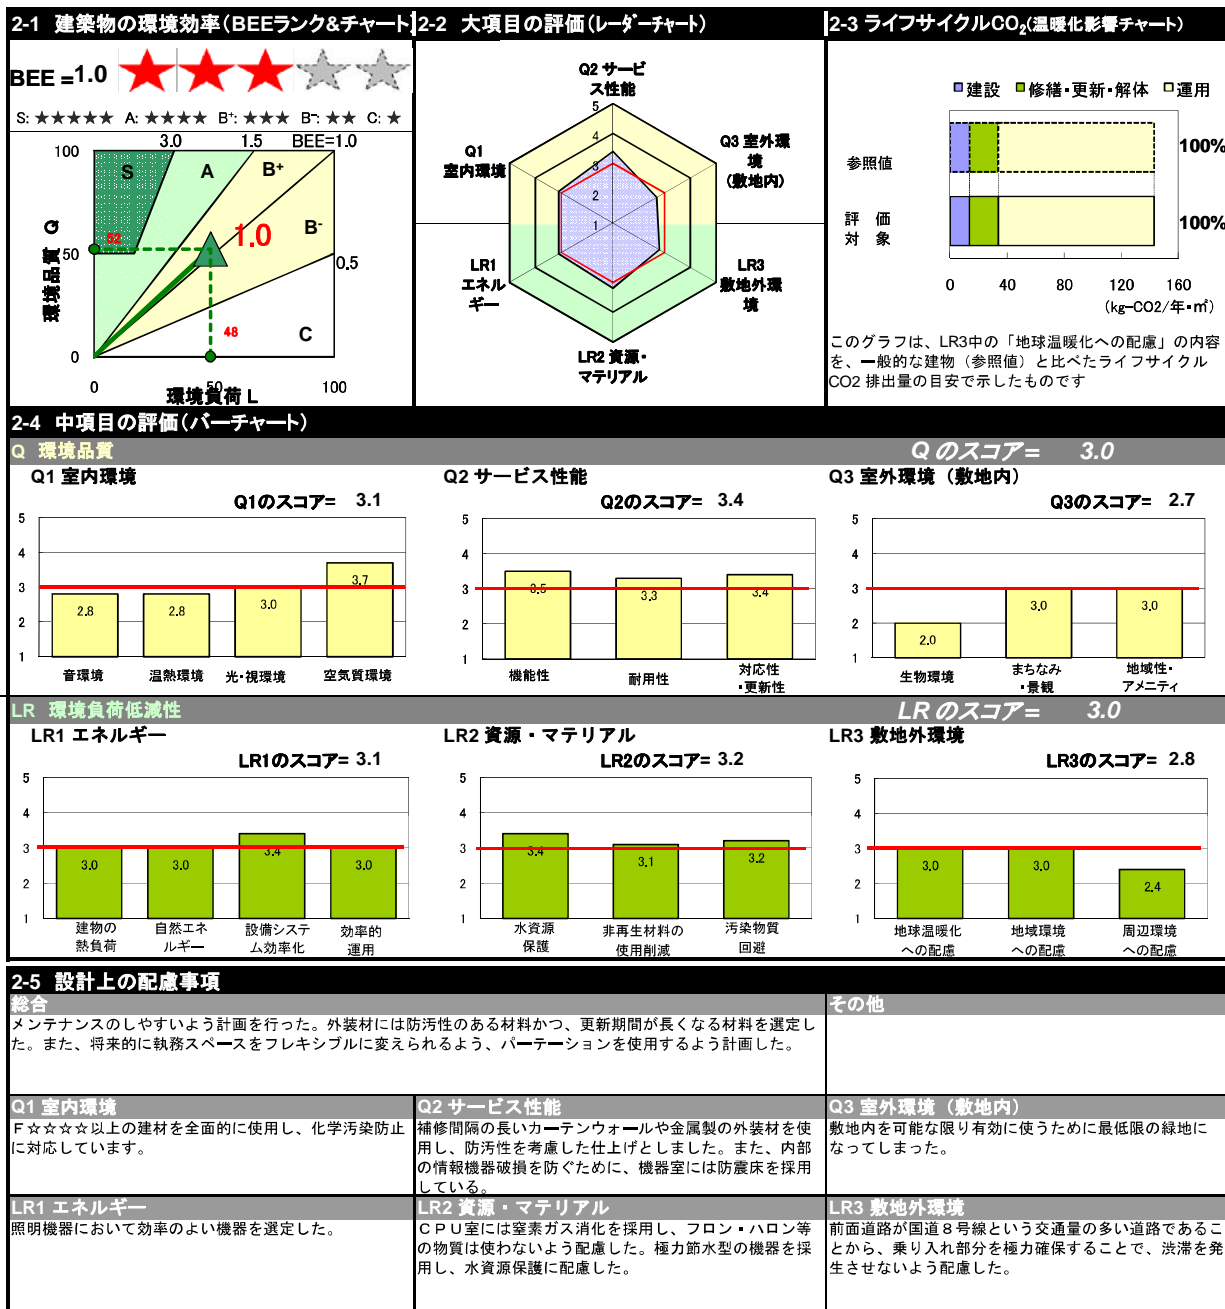 2-1 建築物の環境効率(BEEランク&チャート)
2-2 大項目の評価(レーダーチャート)
2-3 ライフサイクルCO2(温暖化影響チャート)
BEE = 1.0
S: ★★★★★ A: ★★★★ B+: ★★★ B-: ★★ C: ★
3.0 1.5 BEE=1.0
100
S A B+
環境品質 Q
52
1.0
B-
50
0.5
48
C
0
0 50 100
環境負荷 L
Q2 サービ
ス性能
5
4
3
2
1
Q1
室内環境
Q3 室外環
境
(敷地内)
LR1
エネル
ギー
LR3
敷地外環
境
LR2 資源・
マテリアル
建設 修繕・更新・解体 運用
参照値
100%
評 価
対 象
100%
0 40 80 120 160
(kg-CO2/年・㎡)
このグラフは、LR3中の「地球温暖化への配慮」の内容
を、一般的な建物(参照値)と比べたライフサイクル
CO2 排出量の目安で示したものです
2-4 中項目の評価(バーチャート)
Q 環境品質
Q のスコア= 3.0
Q1 室内環境
Q1のスコア= 3.1
5
4
3
2
1
2.8 2.8 3.0 3.7
音環境 温熱環境 光・視環境 空気質環境
Q2 サービス性能
Q2のスコア= 3.4
5
4
3
2
1
3.5 3.3 3.4
機能性 耐用性 対応性
・更新性
Q3 室外環境(敷地内)
Q3のスコア= 2.7
5
4
3
2
1
2.0 3.0 3.0
生物環境 まちなみ 地域性・
・景観 アメニティ
LR 環境負荷低減性
LR のスコア= 3.0
LR1 エネルギー
LR1のスコア= 3.1
5
4
3
2
1
3.0 3.0 3.4 3.0
建物の 自然エネ 設備システ 効率的
熱負荷 ルギー ム効率化 運用
LR2 資源・マテリアル
LR2のスコア= 3.2
5
4
3
2
1
3.4 3.1 3.2
水資源 非再生材料の 汚染物質
保護 使用削減 回避
LR3 敷地外環境
LR3のスコア= 2.8
5
4
3
2
1
3.0 3.0 2.4
地球温暖化 地域環境 周辺環境
への配慮 への配慮 への配慮
2-5 設計上の配慮事項
総合
メンテナンスのしやすいよう計画を行った。外装材には防汚性のある材料かつ、更新期間が長くなる材料を選定し
た。また、将来的に執務スペースをフレキシブルに変えられるよう、パーテーションを使用するよう計画した。
その他
Q1 室内環境
F☆☆☆☆以上の建材を全面的に使用し、化学汚染防止
に対応しています。
Q2 サービス性能
補修間隔の長いカーテンウォールや金属製の外装材を使
用し、防汚性を考慮した仕上げとしました。また、内部
の情報機器破損を防ぐために、機器室には防震床を採用
している。
Q3 室外環境(敷地内)
敷地内を可能な限り有効に使うために最低限の緑地に
なってしまった。
LR1 エネルギー
照明機器において効率のよい機器を選定した。
LR2 資源・マテリアル
CPU室には窒素ガス消化を採用し、フロン・ハロン等
の物質は使わないよう配慮した。極力節水型の機器を採
用し、水資源保護に配慮した。
LR3 敷地外環境
前面道路が国道8号線という交通量の多い道路であるこ
とから、乗り入れ部分を極力確保することで、渋滞を発
生させないよう配慮した。